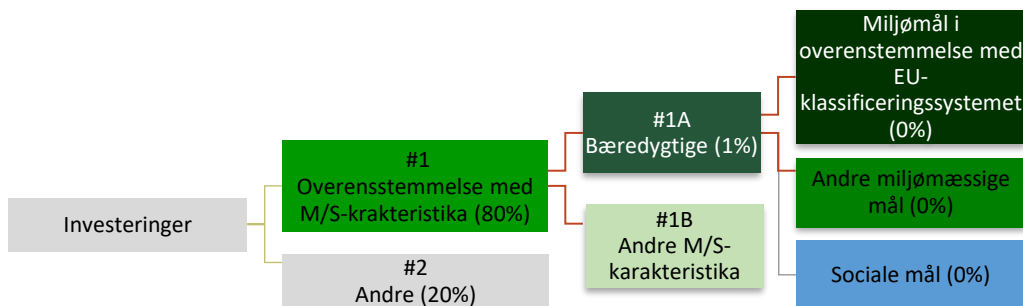 Investeringer
#1
Overensstemmelse med
M/S-krakteristika (80%)
#2
Andre (20%)
#1A
Bæredygtige (1%)
#1B
Andre M/S-
karakteristika
Miljømål i
overenstemmelse med
EU-
klassificeringssystemet
(0%)
Andre miljømæssige
mål (0%)
Sociale mål (0%)